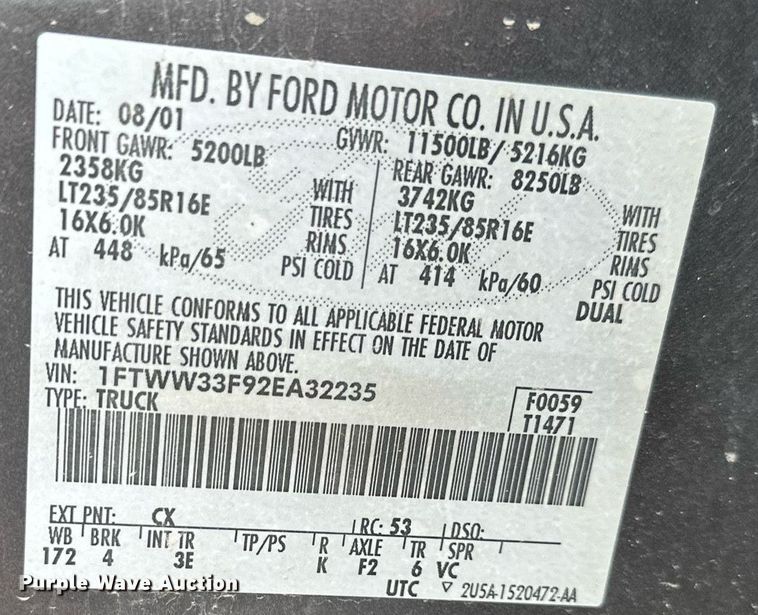 MFD. BY FORD MOTOR CO. IN U.S.A.
DATE: 08/01 GVWR: 11500LB/ 5216KG
FRONT GAWR: 5200LB REAR GAWR: 8250LB
2358KG WITH 3742KG WITH
LT235/85R16E TIRES LT235/85R16E TIRES
16X6.0K RIMS 16X6.0K RIMS
AT 448 kPa/65 PSI COLD AT 414 kPa/60 PSI COLD
DUAL
THIS VEHICLE CONFORMS TO ALL APPLICABLE FEDERAL MOTOR
VEHICLE SAFETY STANDARDS IN EFFECT ON THE DATE OF
MANUFACTURE SHOWN ABOVE.
VIN: 1FTWW33F92EA32235
TYPE: TRUCK
F0059
T1471
EXT PNT: CX RC: 53 DSO:
WB BRK INT TR TP/PS R AXLE TR SPR
172 4 3E K F2 6 VC
UTC ▽ 2U5A-1520472-AA
Purple Wave Auction